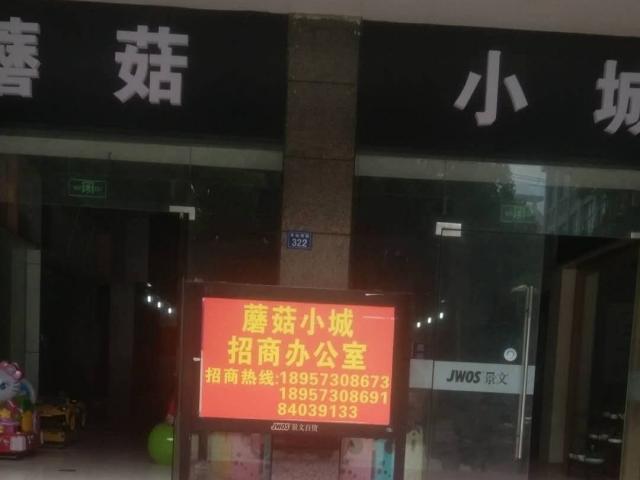 蘑菇
小城
322
蘑菇小城
招商办公室
招商热线:18957308673
18957308691
84039133
JWOS 景文百货
JWOS 景文